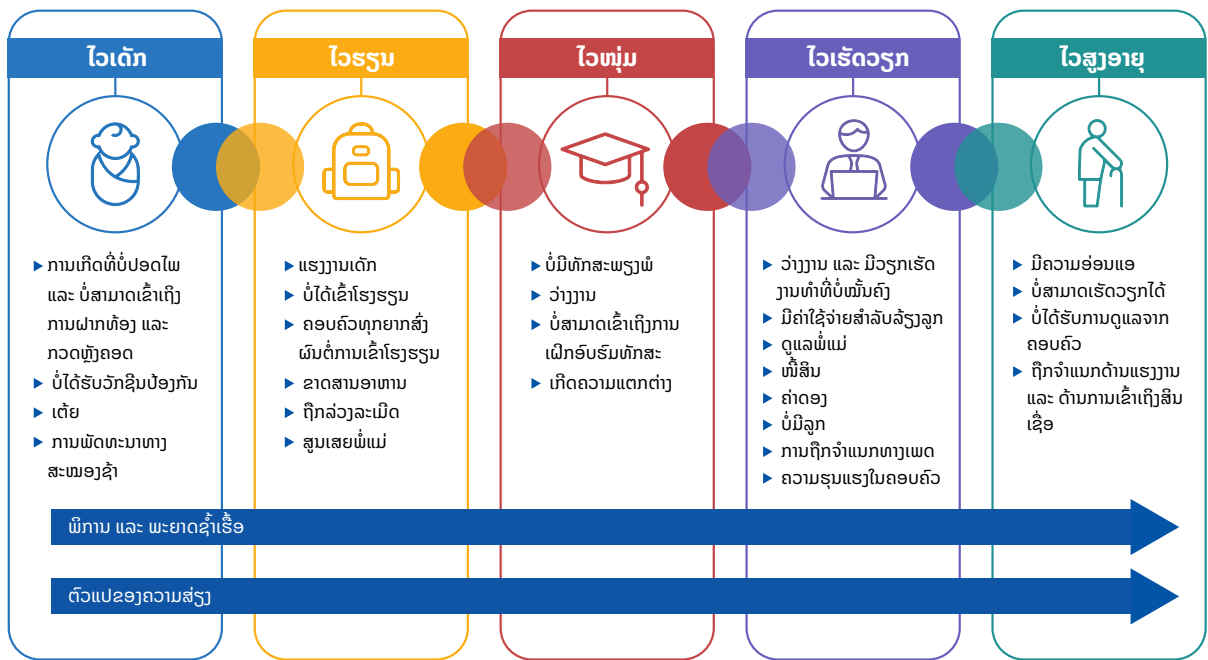 ໄວເດັກ
ການເກີດທີ່ບໍ່ປອດໄພ
ແລະ ບໍ່ສາມາດເຂົ້າເຖິງ
ການຝາກທ້ອງ ແລະ
ກວດຫຼັງຄອດ
ບໍ່ໄດ້ຮັບວັກຊີນປ້ອງກັນ
ເຕ້ຍ
ການພັດທະນາທາງ
ສະໝອງຊ້າ
ໄວຮຽນ
ແຮງງານເດັກ
ບໍ່ໄດ້ເຂົ້າໂຮງຮຽນ
ຄອບຄົວທຸກຍາກສົ່ງ
ຜົນຕໍ່ການເຂົ້າໂຮງຮຽນ
ຂາດສານອາຫານ
ຖືກລ່ວງລະເມີດ
ສູນເສຍພໍ່ແມ່
ໄວໜຸ່ມ
ບໍ່ມີທັກສະພຽງພໍ
ວ່າງງານ
ບໍ່ສາມາດເຂົ້າເຖິງການ
ເຝິກອົບຮົມທັກສະ
ເກີດຄວາມແຕກຕ່າງ
ໄວເຮັດວຽກ
ວ່າງງານ ແລະ ມີວຽກເຮັດ
ງານທຳທີ່ບໍ່ໝັ້ນຄົງ
ມີຄ່າໃຊ້ຈ່າຍສຳລັບລ້ຽງລູກ
ດູແລພໍ່ແມ່
ໜີ້ສິນ
ຄ່າດອງ
ບໍ່ມີລູກ
ການຖືກຈຳແນກທາງເພດ
ຄວາມຮຸນແຮງໃນຄອບຄົວ
ໄວສູງອາຍຸ
ມີຄວາມອ່ອນແອ
ບໍ່ສາມາດເຮັດວຽກໄດ້
ບໍ່ໄດ້ຮັບການດູແລຈາກ
ຄອບຄົວ
ຖືກຈຳແນກດ້ານແຮງງານ
ແລະ ດ້ານການເຂົ້າເຖິງສິນ
ເຊື່ອ
ພິການ ແລະ ພະຍາດຊໍ້າເຮື້ອ
ຕົວແປຂອງຄວາມສ່ຽງ